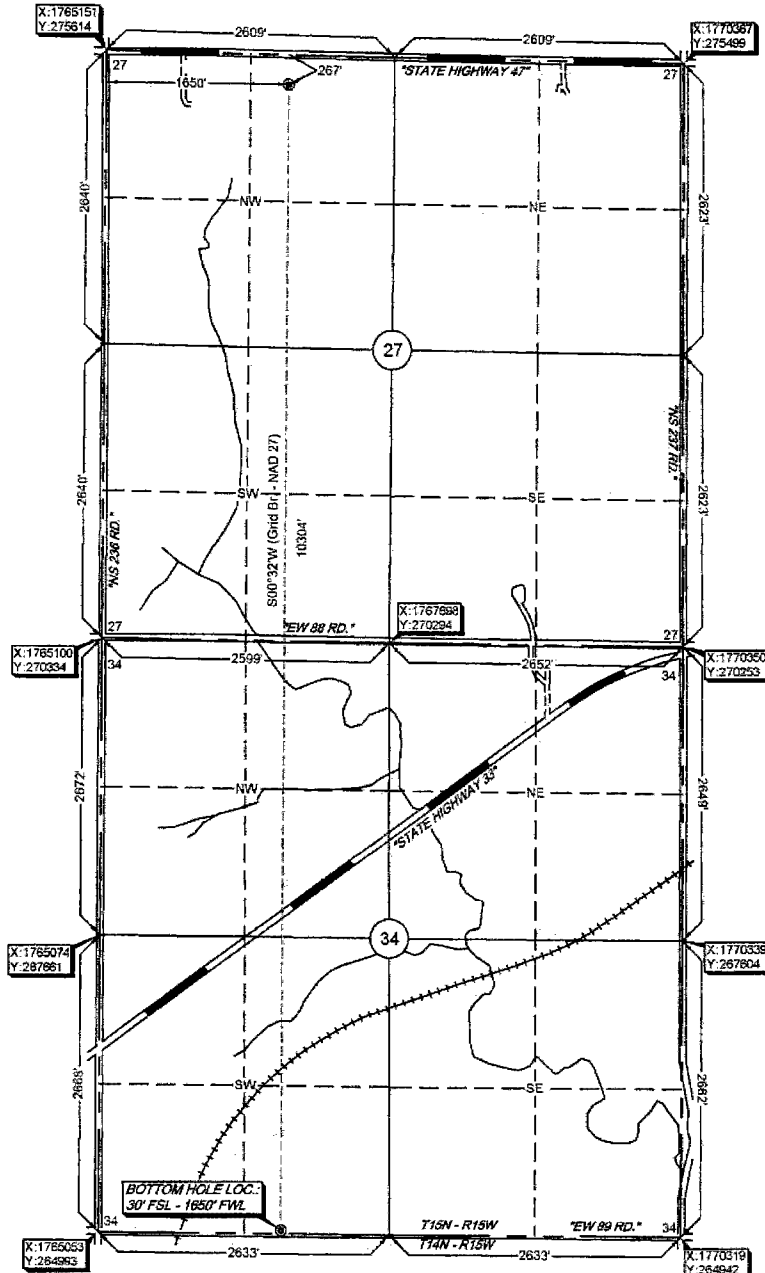 X:1765151
Y:275614
2609'
2609'
X:1770367
Y:275499
27
267'
"STATE HIGHWAY 47"
27
1650'
2640'
NW
NE
2623'
27
S00°32'W (Grid Br. - NAD 27)
10304'
"NS 237 RD."
2640'
SW
SE
2623'
"NS 236 RD."
X:1767698
Y:270294
27
"EW 88 RD."
27
X:1765100
Y:270334
34
2599'
2652'
34
X:1770350
Y:270253
2672'
NW
NE
2649'
"STATE HIGHWAY 33"
X:1765074
Y:267661
34
X:1770339
Y:267604
2668'
SW
SE
2662'
BOTTOM HOLE LOC.:
30' FSL - 1650' FWL
34
T15N - R15W
"EW 89 RD."
34
X:1765053
Y:264993
2633'
T14N - R15W
2633'
X:1770319
Y:264942